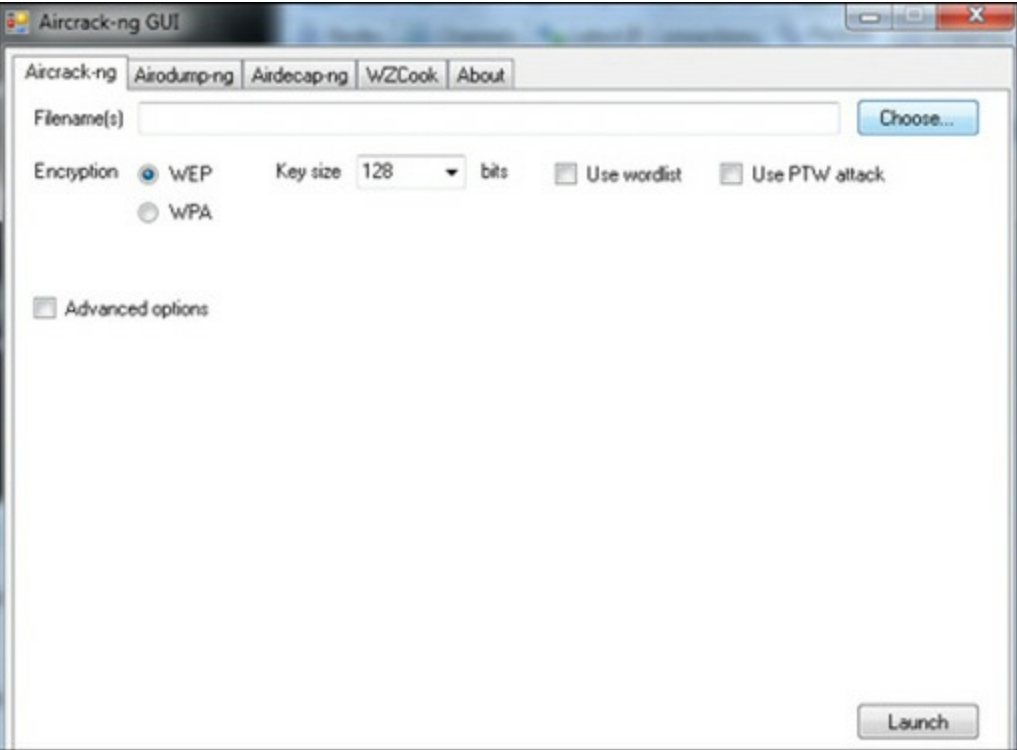 Aircrack-ng GUI
Aircrack-ng Airodump-ng Airdecap-ng WZCook About
Filename(s) Choose...
Encryption WEP Key size 128 bits Use wordlist Use PTW attack
WPA
Advanced options
Launch